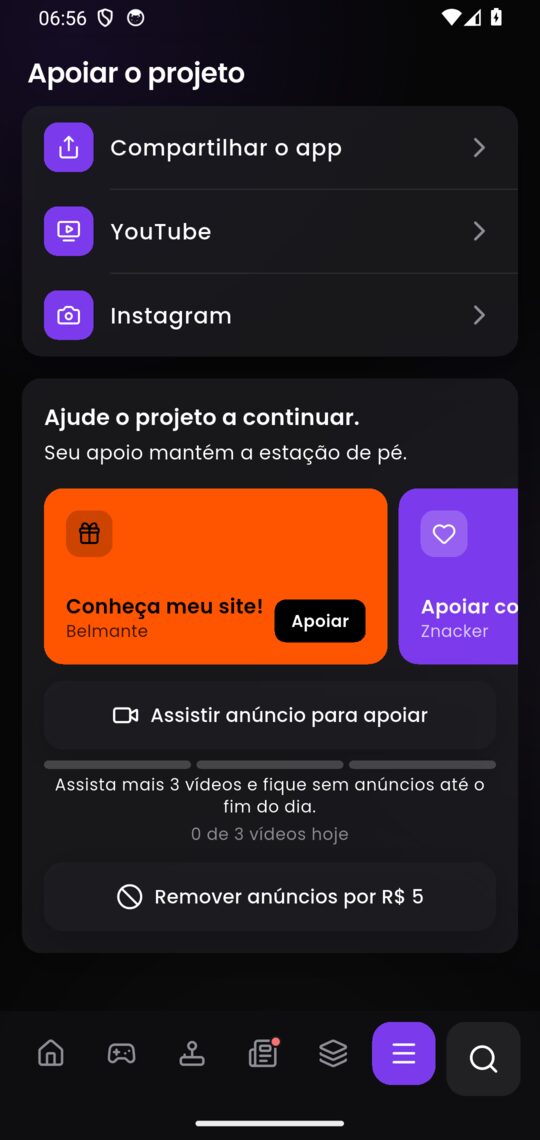 06:56
Apoiar o projeto
Compartilhar o app
YouTube
Instagram
Ajude o projeto a continuar.
Seu apoio mantém a estação de pé.
Conheça meu site!
Belmante
Apoiar
Apoiar co
Znacker
Assistir anúncio para apoiar
Assista mais 3 vídeos e fique sem anúncios até o
fim do dia.
0 de 3 vídeos hoje
Remover anúncios por R$ 5